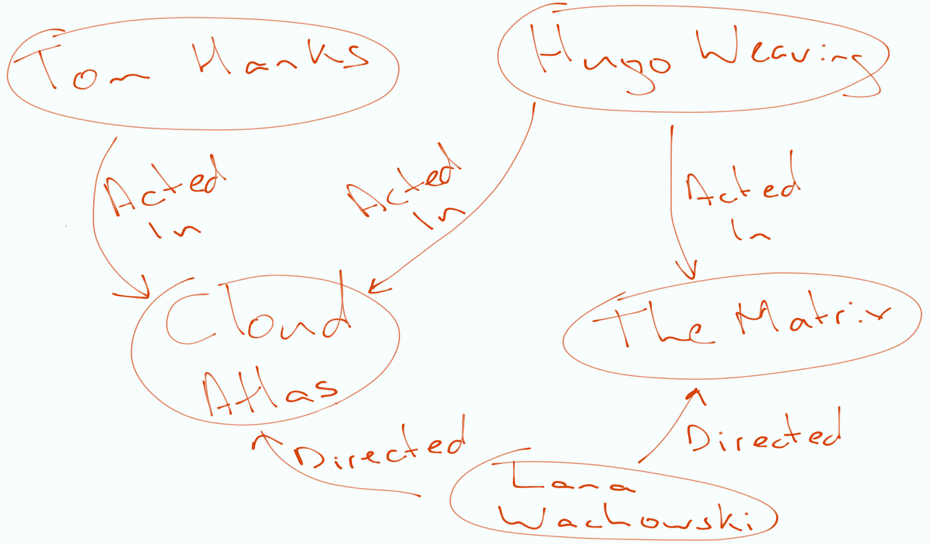 Tom Hanks
Hugo Weaving
Acted
In
Acted
In
Acted
In
Cloud
Atlas
The Matrix
Directed
Directed
Lana
Wachowski